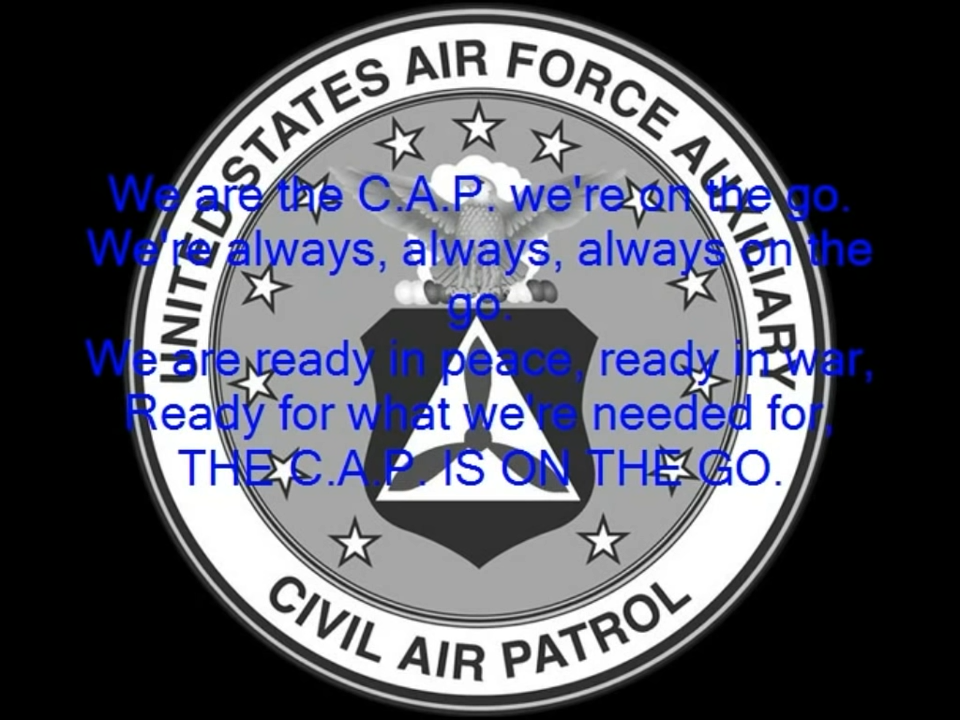 UNITED STATES AIR FORCE AUXILIARY
We are the C.A.P. we're on the go.
We're always, always, always on the
go.
We are ready in peace, ready in war,
Ready for what we're needed for,
THE C.A.P. IS ON THE GO.
CIVIL AIR PATROL